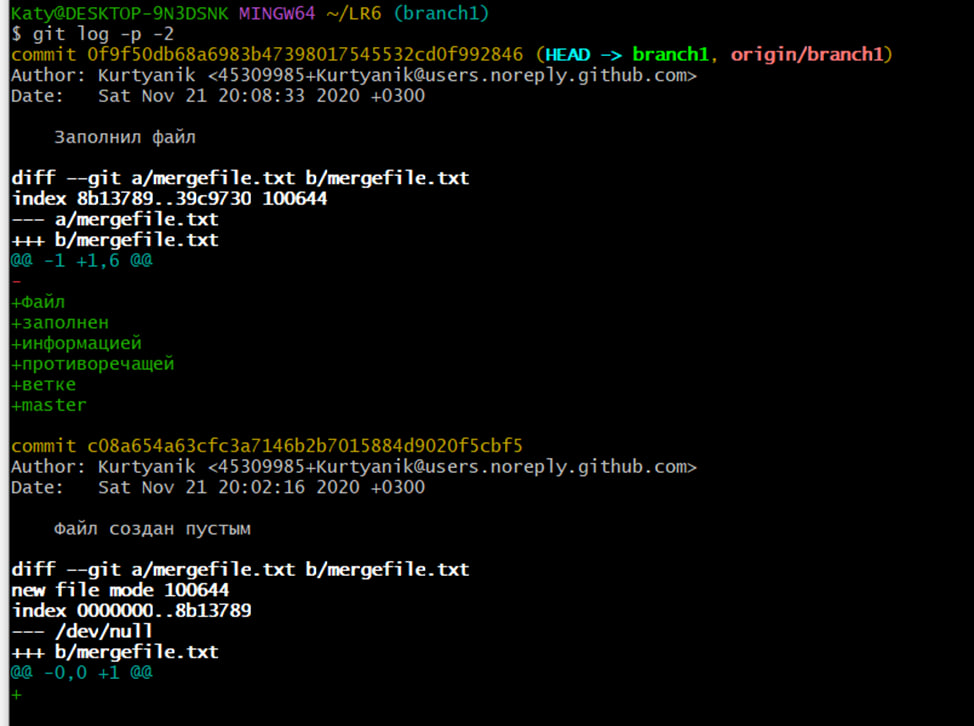 Katy@DESKTOP-9N3DSNK MINGW64 ~/LR6 (branch1)
$ git log -p -2
commit 0f9f50db68a6983b47398017545532cd0f992846 (HEAD -> branch1, origin/branch1)
Author: Kurtyanik <45309985+Kurtyanik@users.noreply.github.com>
Date:   Sat Nov 21 20:08:33 2020 +0300

    Заполнил файл

diff --git a/mergefile.txt b/mergefile.txt
index 8b13789..39c9730 100644
--- a/mergefile.txt
+++ b/mergefile.txt
@@ -1 +1,6 @@
-
+Файл
+заполнен
+информацией
+противоречащей
+ветке
+master

commit c08a654a63cfc3a7146b2b7015884d9020f5cbf5
Author: Kurtyanik <45309985+Kurtyanik@users.noreply.github.com>
Date:   Sat Nov 21 20:02:16 2020 +0300

    Файл создан пустым

diff --git a/mergefile.txt b/mergefile.txt
new file mode 100644
index 0000000..8b13789
--- /dev/null
+++ b/mergefile.txt
@@ -0,0 +1 @@
+